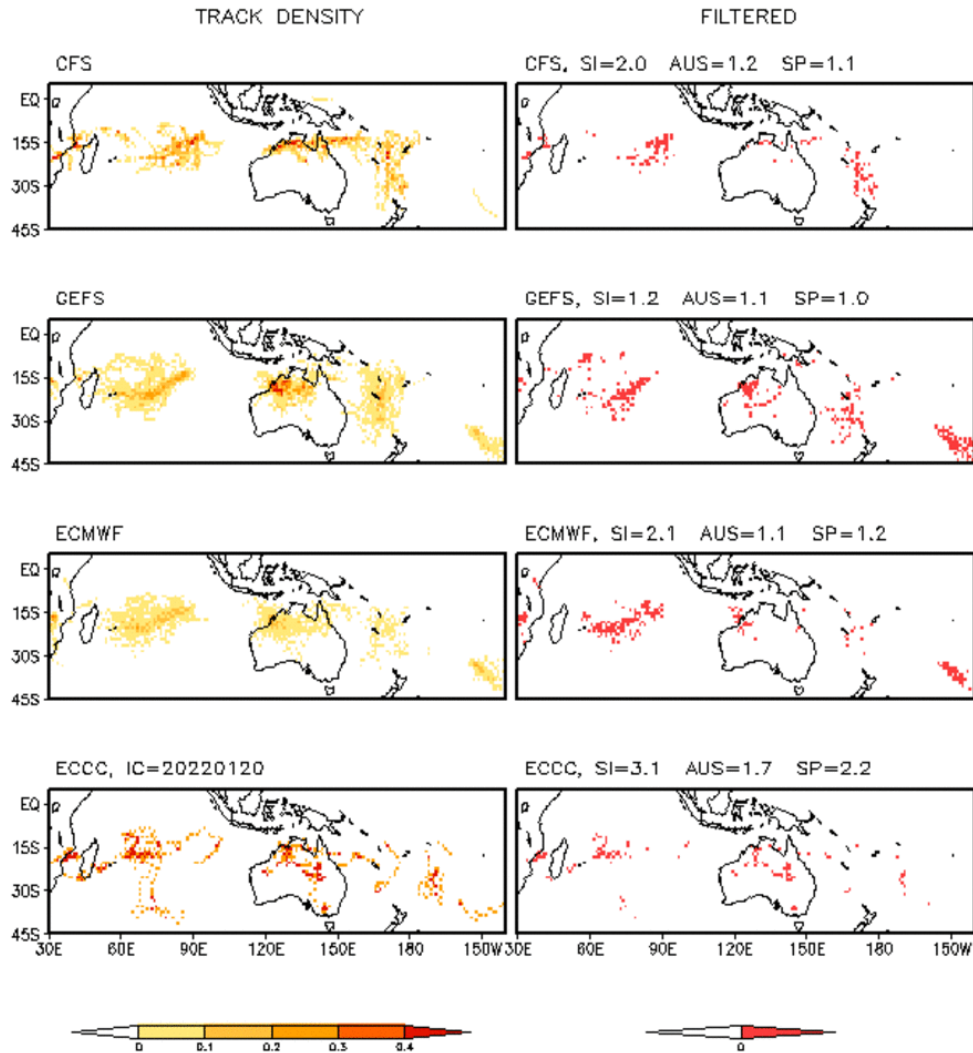 TRACK DENSITY FILTERED
CFS CFS, SI=2.0 AUS=1.2 SP=1.1
EQ
15S
30S
45S
GEFS GEFS, SI=1.2 AUS=1.1 SP=1.0
EQ
15S
30S
45S
ECMWF ECMWF, SI=2.1 AUS=1.1 SP=1.2
EQ
15S
30S
45S
ECCC, IC=20220120 ECCC, SI=3.1 AUS=1.7 SP=2.2
EQ
15S
30S
45S
30E 60E 90E 120E 150E 180 150W 30E 60E 90E 120E 150E 180 150W
0 0.1 0.2 0.3 0.4 0